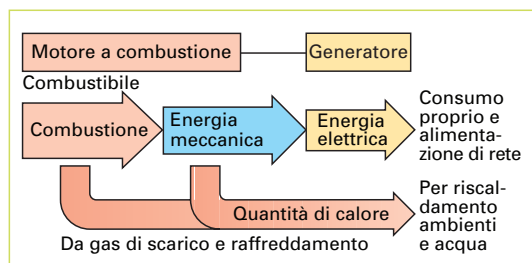 Motore a combustione
Generatore
Combustibile
Combustione
Energia
meccanica
Energia
elettrica
Consumo
proprio e
alimenta-
zione di rete
Quantità di calore
Per riscal-
damento
ambienti
e acqua
Da gas di scarico e raffreddamento